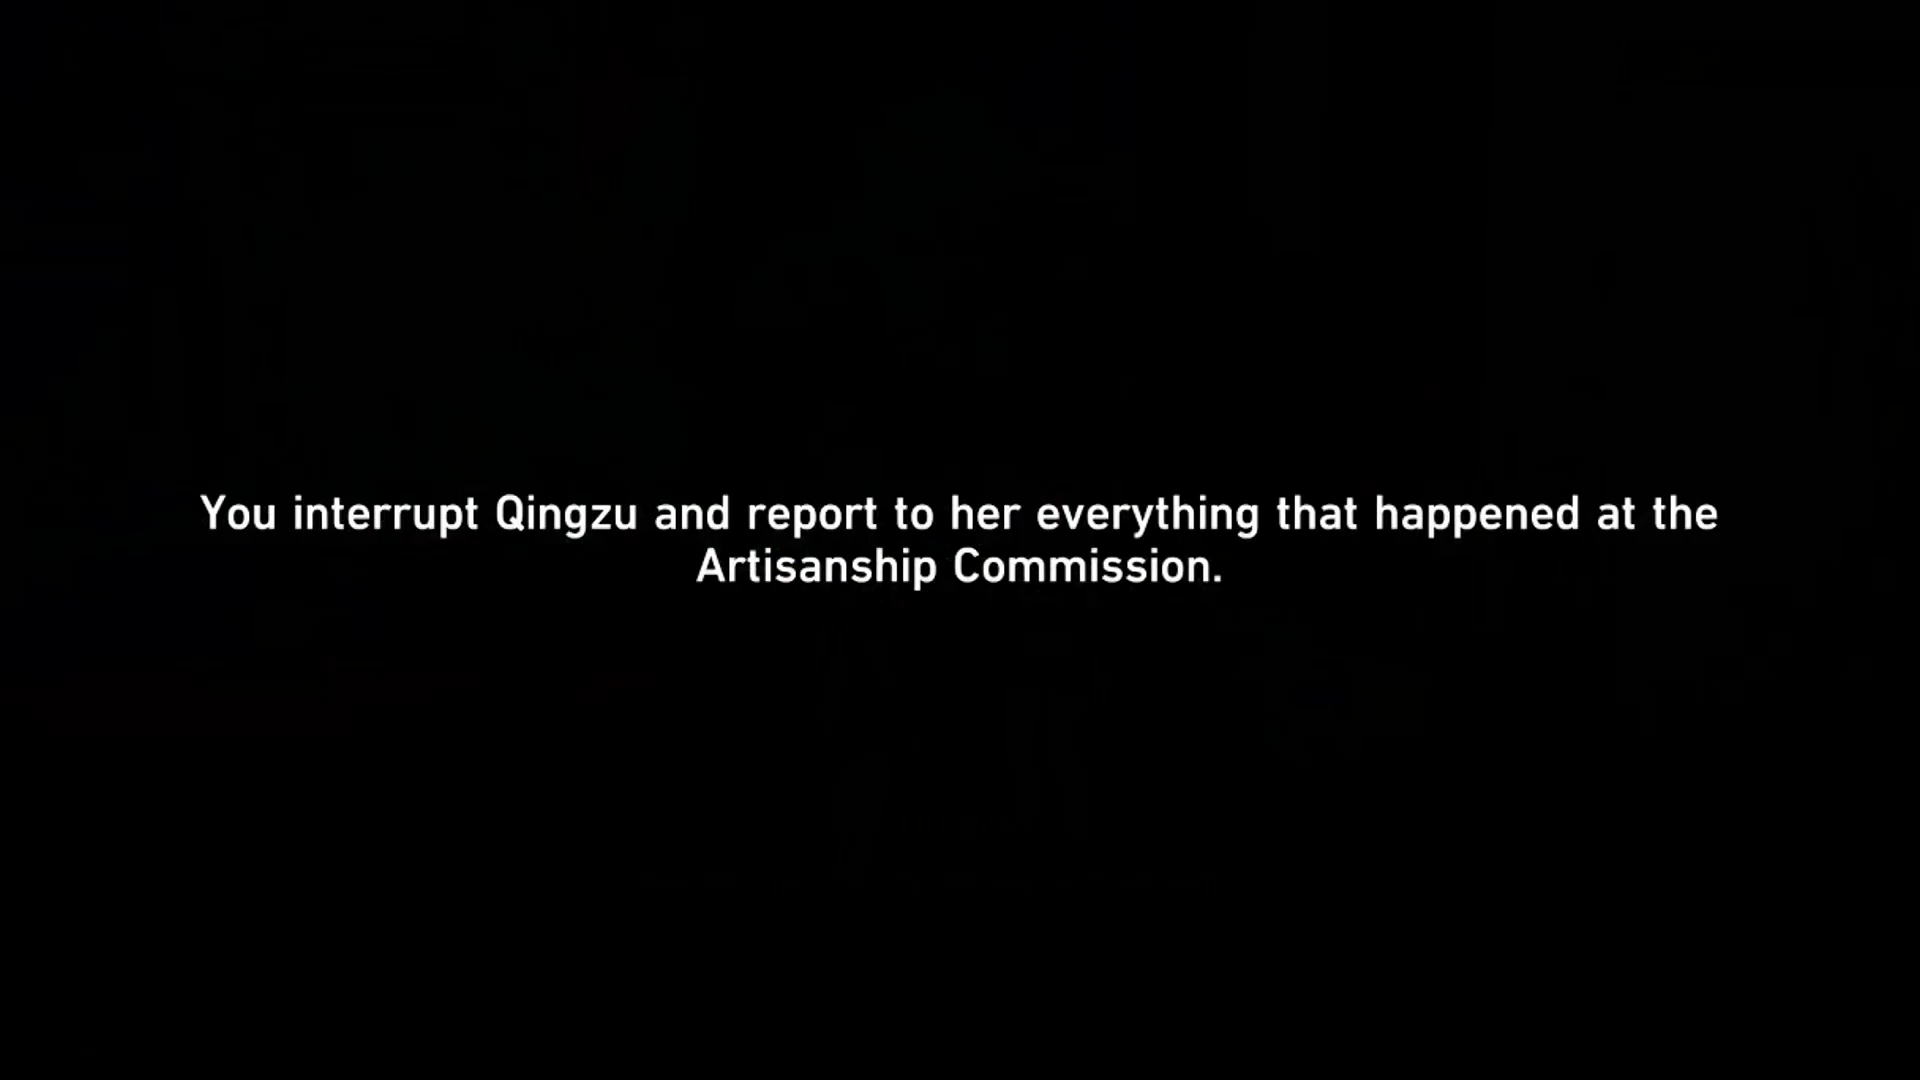 You interrupt Qingzu and report to her everything that happened at the
Artisanship Commission.